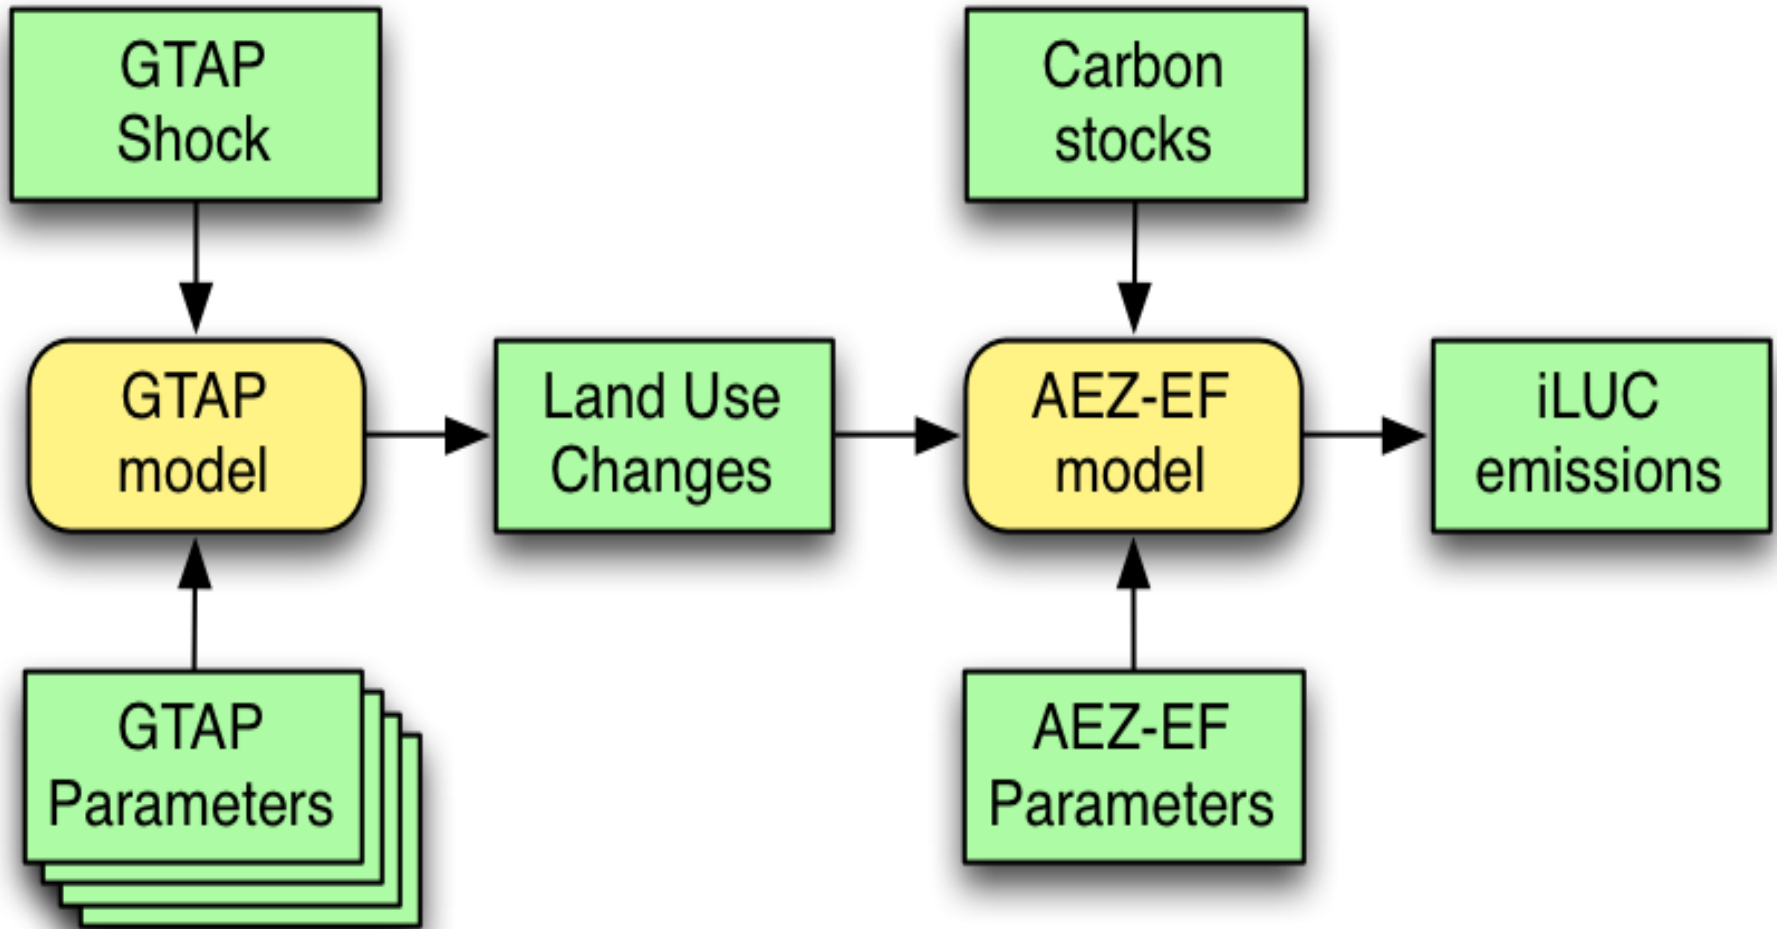 GTAP
Shock
Carbon
stocks
GTAP
model
Land Use
Changes
AEZ-EF
model
iLUC
emissions
GTAP
Parameters
AEZ-EF
Parameters